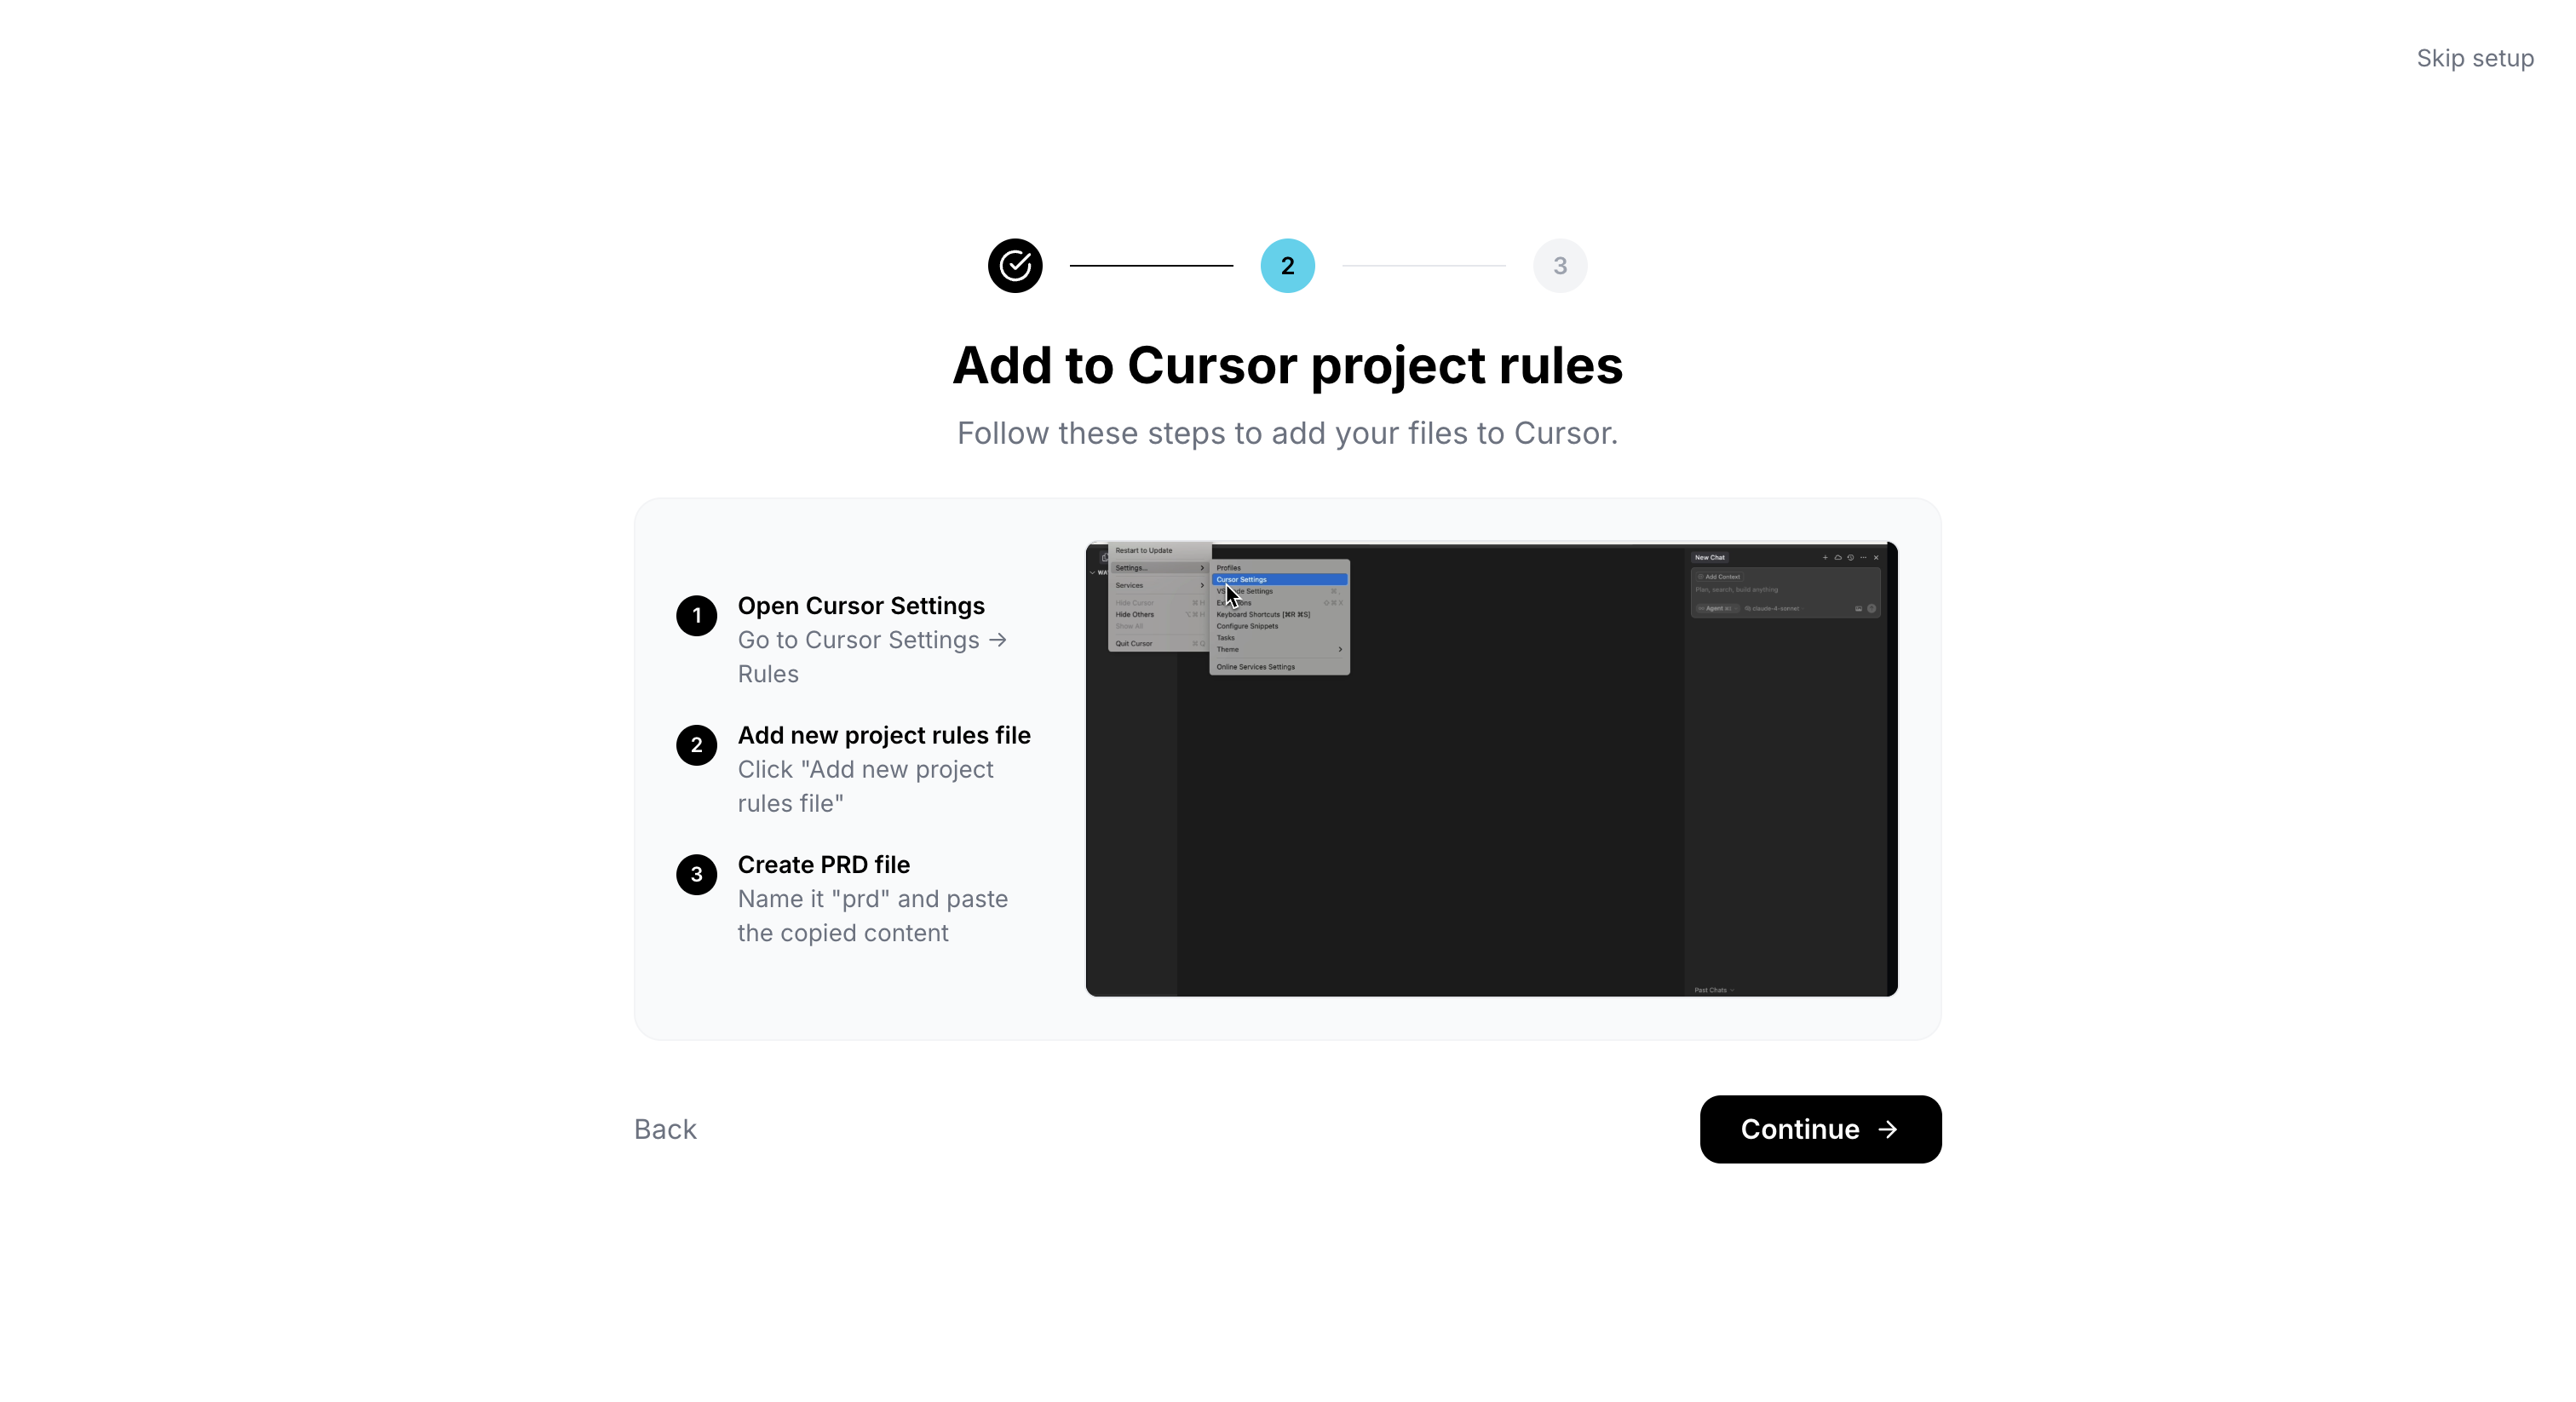 Skip setup
2
3
Add to Cursor project rules
Follow these steps to add your files to Cursor.
1
Open Cursor Settings
Go to Cursor Settings →
Rules
2
Add new project rules file
Click "Add new project
rules file"
3
Create PRD file
Name it "prd" and paste
the copied content
Restart to Update
Settings...
Services
Hide Cursor ⌘H
Hide Others ⌥⌘H
Show All
Quit Cursor ⌘Q
Profiles
Cursor Settings
Settings
Keyboard Shortcuts [⌘R ⌘S]
Configure Snippets
Tasks
Theme
Online Services Settings
New Chat
Add Context
Plan, search, build anything
Agent
claude-4-sonnet
Past Chats
Back
Continue →